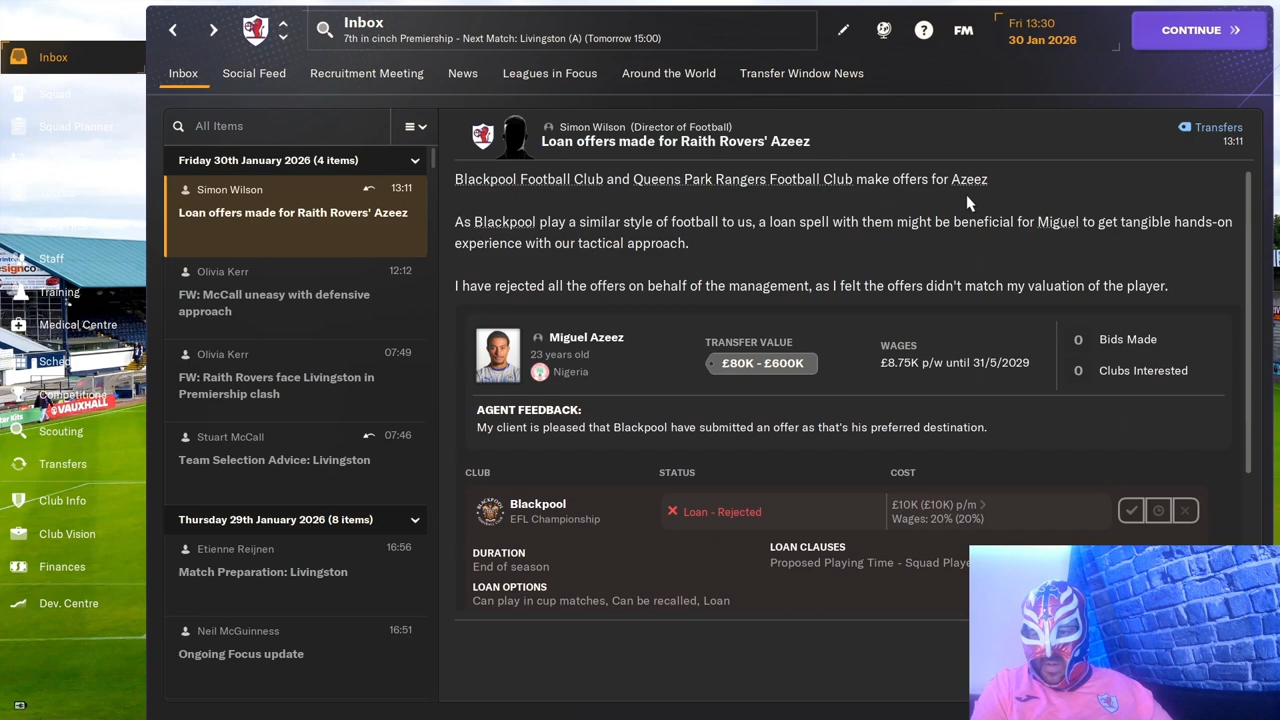 Inbox
7th in cinch Premiership - Next Match: Livingston (A) (Tomorrow 15:00)
FM
Fri 13:30
30 Jan 2026
CONTINUE
Inbox
Social Feed
Recruitment Meeting
News
Leagues in Focus
Around the World
Transfer Window News
Inbox
Squad
Squad Planner
Staff
Training
Medical Centre
Sched
Competitions
Scouting
Transfers
Club Info
Club Vision
Finances
Dev. Centre
VAUXHALL
All Items
Friday 30th January 2026 (4 items)
Simon Wilson 13:11
Loan offers made for Raith Rovers' Azeez
Olivia Kerr 12:12
FW: McCall uneasy with defensive
approach
Olivia Kerr 07:49
FW: Raith Rovers face Livingston in
Premiership clash
Stuart McCall 07:46
Team Selection Advice: Livingston
Thursday 29th January 2026 (8 items)
Etienne Reijnen 16:56
Match Preparation: Livingston
Neil McGuinness 16:51
Ongoing Focus update
Simon Wilson (Director of Football)
Loan offers made for Raith Rovers' Azeez
Transfers
13:11
Blackpool Football Club and Queens Park Rangers Football Club make offers for Azeez
As Blackpool play a similar style of football to us, a loan spell with them might be beneficial for Miguel to get tangible hands-on
experience with our tactical approach.
I have rejected all the offers on behalf of the management, as I felt the offers didn't match my valuation of the player.
Miguel Azeez
23 years old
Nigeria
TRANSFER VALUE
£80K - £600K
WAGES
£8.75K p/w until 31/5/2029
0 Bids Made
0 Clubs Interested
AGENT FEEDBACK:
My client is pleased that Blackpool have submitted an offer as that's his preferred destination.
CLUB STATUS COST
Blackpool
EFL Championship
Loan - Rejected
£10K (£10K) p/m
Wages: 20% (20%)
DURATION
End of season
LOAN CLAUSES
Proposed Playing Time - Squad Playe
LOAN OPTIONS
Can play in cup matches, Can be recalled, Loan